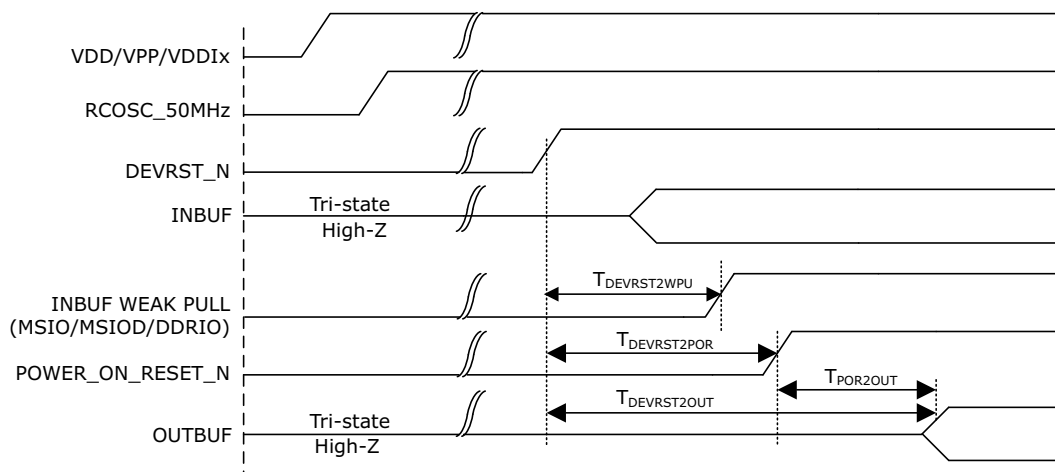 VDD/VPP/VDDIx
RCOSC_50MHz
DEVRST_N
INBUF
Tri-state
High-Z
INBUF WEAK PULL
(MSIO/MSIOD/DDRIO)
TDEVRST2WPU
POWER_ON_RESET_N
TDEVRST2POR
TPOR2OUT
TDEVRST2OUT
OUTBUF
Tri-state
High-Z